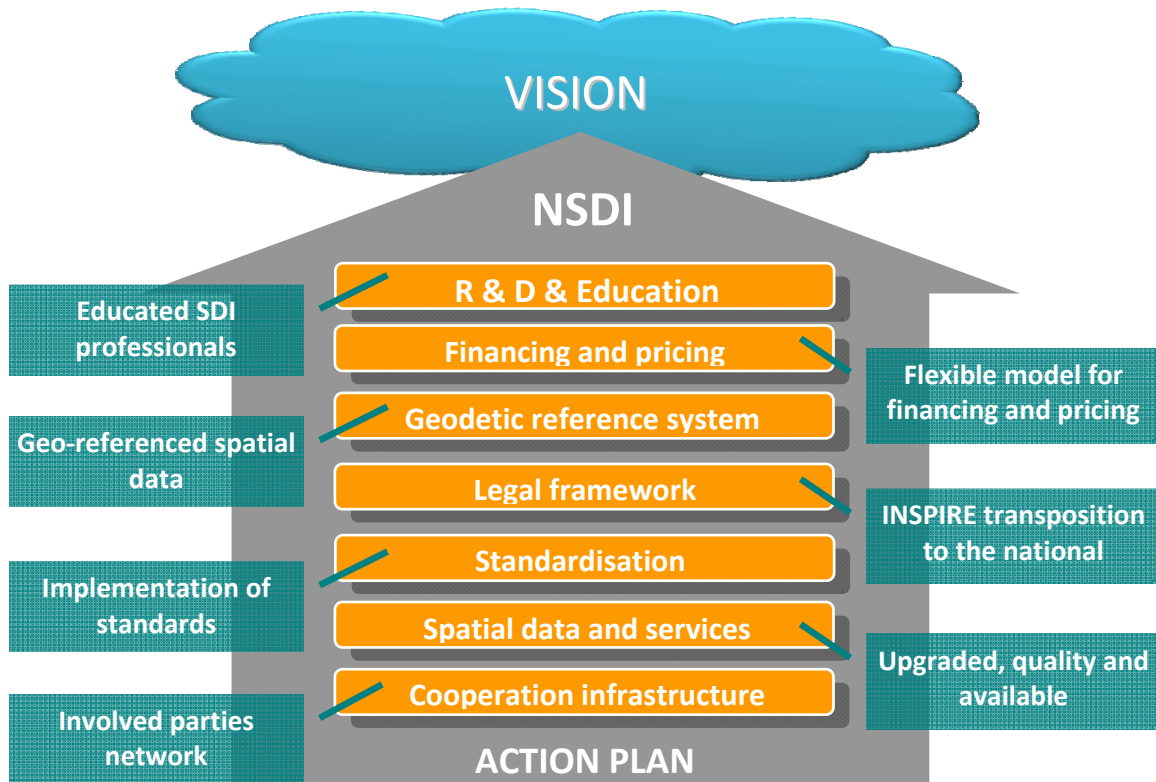 VISION
NSDI
R & D & Education
Educated SDI
professionals
Financing and pricing
Flexible model for
financing and pricing
Geodetic reference system
Geo-referenced spatial
data
Legal framework
INSPIRE transposition
to the national
Standardisation
Implementation of
standards
Spatial data and services
Upgraded, quality and
available
Cooperation infrastructure
Involved parties
network
ACTION PLAN